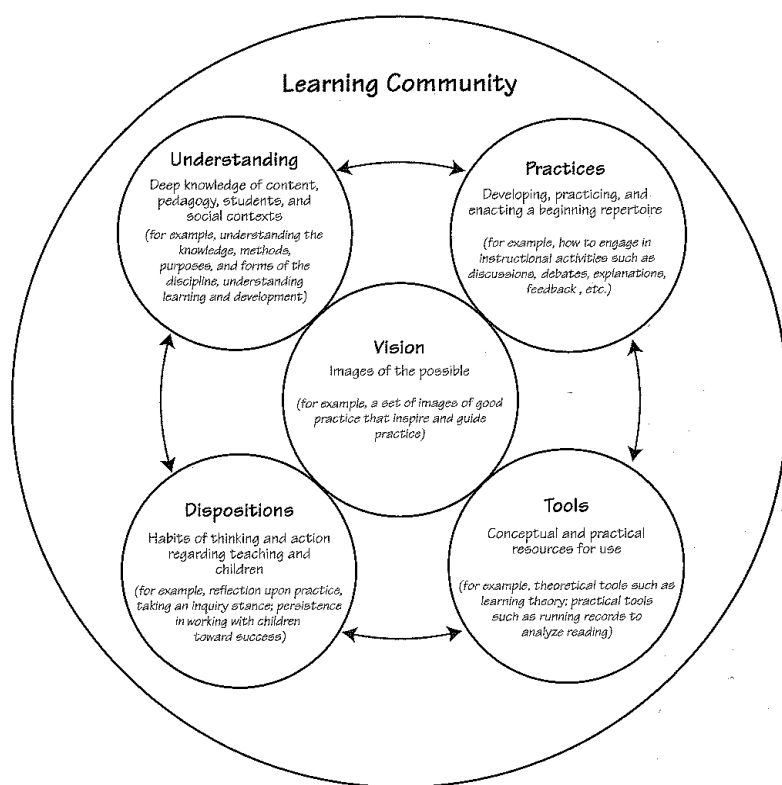 Learning Community
Understanding
Deep knowledge of content,
pedagogy, students, and
social contexts
(for example, understanding the
knowledge, methods,
purposes, and forms of the
discipline, understanding
learning and development)
Practices
Developing, practicing, and
enacting a beginning repertoire
(for example, how to engage in
instructional activities such as
discussions, debates, explanations,
feedback , etc.)
Vision
Images of the possible
(for example, a set of images of good
practice that inspire and guide
practice)
Dispositions
Habits of thinking and action
regarding teaching and
children
(for example, reflection upon practice,
taking an inquiry stance; persistence
in working with children
toward success)
Tools
Conceptual and practical
resources for use
(for example, theoretical tools such as
learning theory; practical tools
such as running records to
analyze reading)